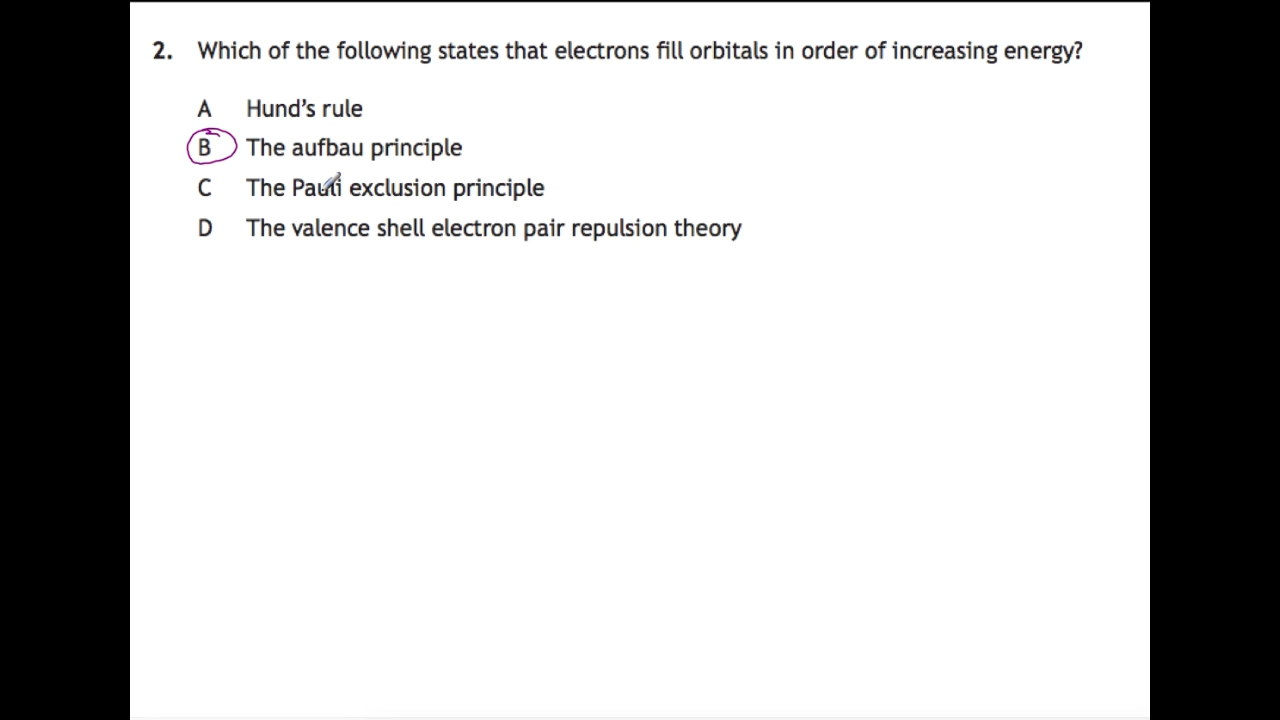 2. Which of the following states that electrons fill orbitals in order of increasing energy?
A Hund's rule
B The aufbau principle
C The Pauli exclusion principle
D The valence shell electron pair repulsion theory